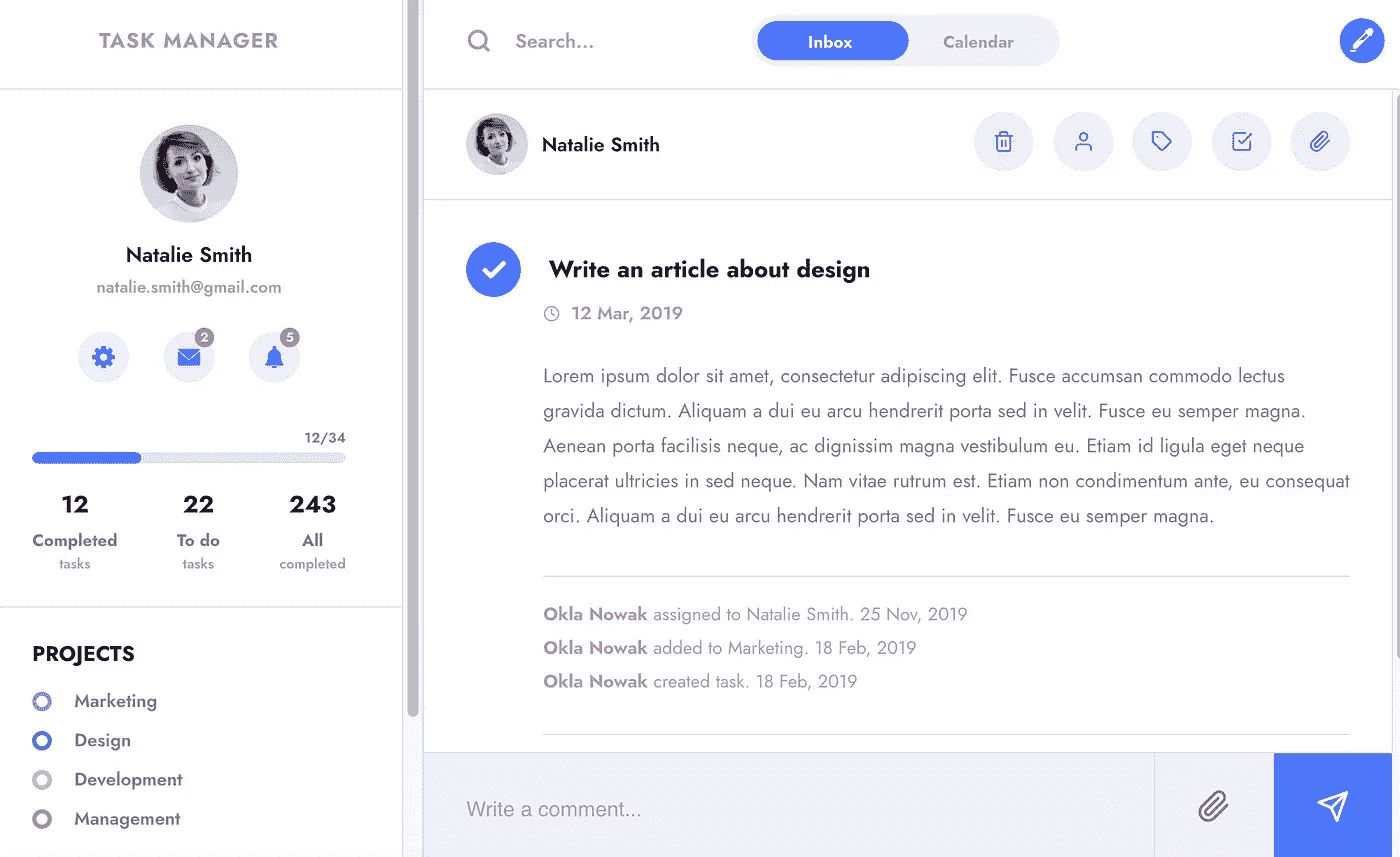 TASK MANAGER
Search...
Inbox
Calendar
Natalie Smith
natalie.smith@gmail.com
2
5
12/34
12
Completed
tasks
22
To do
tasks
243
All
completed
PROJECTS
Marketing
Design
Development
Management
Natalie Smith
Write an article about design
12 Mar, 2019
Lorem ipsum dolor sit amet, consectetur adipiscing elit. Fusce accumsan commodo lectus
gravida dictum. Aliquam a dui eu arcu hendrerit porta sed in velit. Fusce eu semper magna.
Aenean porta facilisis neque, ac dignissim magna vestibulum eu. Etiam id ligula eget neque
placerat ultricies in sed neque. Nam vitae rutrum est. Etiam non condimentum ante, eu consequat
orci. Aliquam a dui eu arcu hendrerit porta sed in velit. Fusce eu semper magna.
Okla Nowak assigned to Natalie Smith. 25 Nov, 2019
Okla Nowak added to Marketing. 18 Feb, 2019
Okla Nowak created task. 18 Feb, 2019
Write a comment...